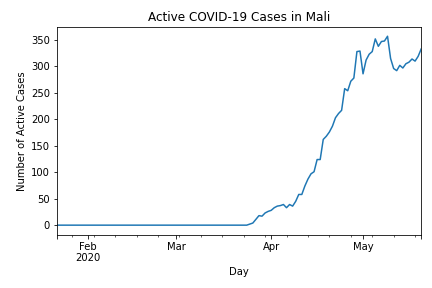 Active COVID-19 Cases in Mali
Number of Active Cases
350
300
250
200
150
100
50
0
Feb
2020
Mar
Apr
May
Day